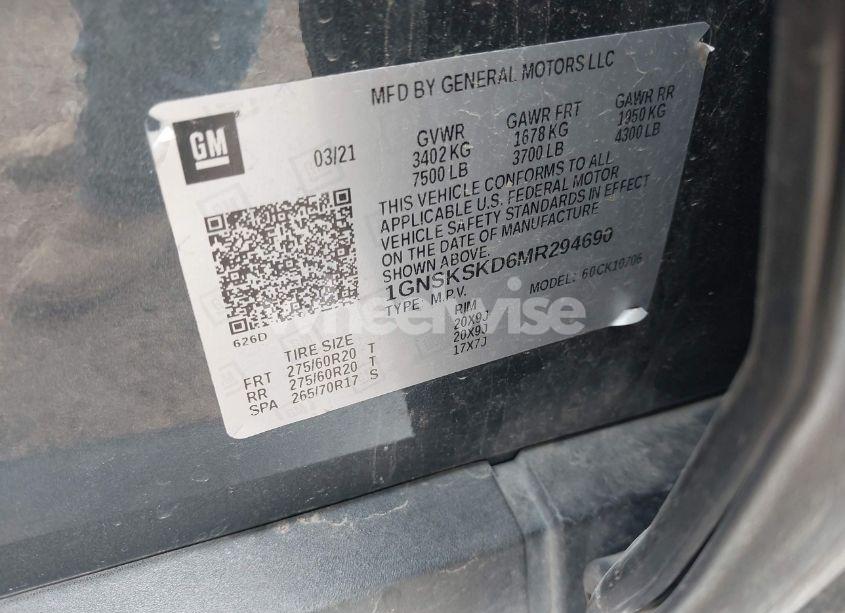 MFD BY GENERAL MOTORS LLC
GM
03/21
GVWR GAWR FRT GAWR RR
3402 KG 1678 KG 1950 KG
7500 LB 3700 LB 4300 LB
THIS VEHICLE CONFORMS TO ALL
APPLICABLE U.S. FEDERAL MOTOR
VEHICLE SAFETY STANDARDS IN EFFECT
ON THE DATE OF MANUFACTURE
SHOWN ABOVE.
1GNSKSKD6MR294690
TYPE: M.P.V. MODEL: 60CK10706
626D
TIRE SIZE RIM
FRT 275/60R20 T 20X9J
RR 275/60R20 T 20X9J
SPA 265/70R17 S 17X7J
wheelwise